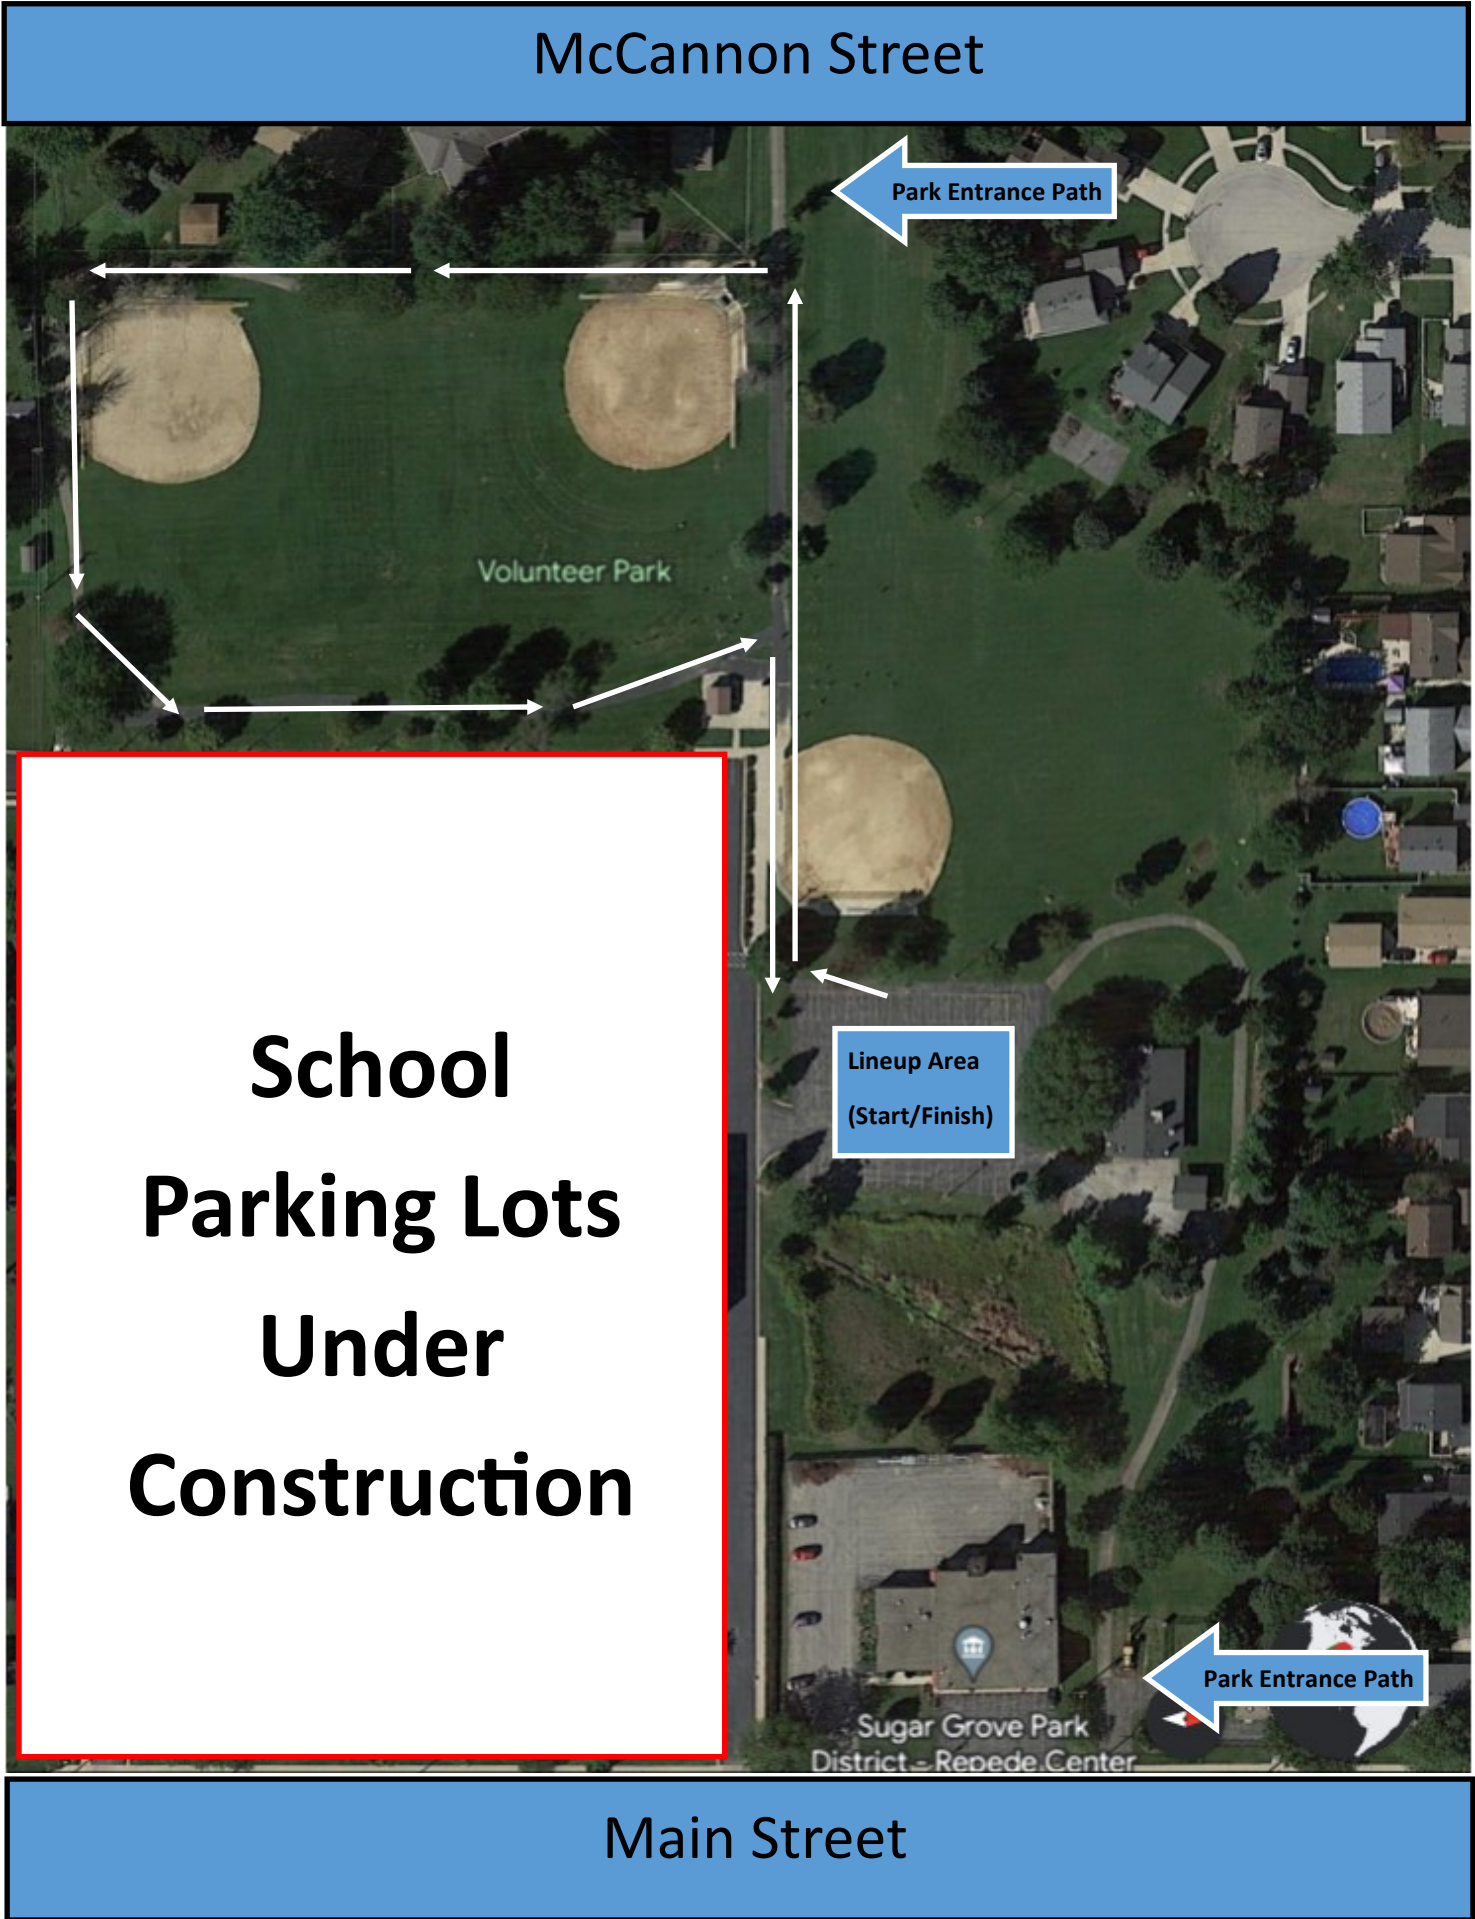 McCannon Street
Park Entrance Path
Volunteer Park
School
Parking Lots
Under
Construction
Lineup Area
(Start/Finish)
Park Entrance Path
Sugar Grove Park
District - Repede Center
Main Street